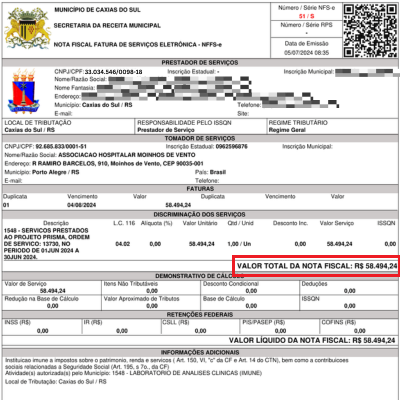 MUNICÍPIO DE CAXIAS DO SUL
SECRETARIA DA RECEITA MUNICIPAL
NOTA FISCAL FATURA DE SERVIÇOS ELETRÔNICA - NFFS-e
Número / Série NFS-e
51 / S
Número / Série RPS
-
Data de Emissão
05/07/2024 08:35
PRESTADOR DE SERVIÇOS
CNPJ/CPF: 33.034.546/0098-18 Inscrição Estadual: - Inscrição Municipal:
Nome/Razão Social:
Nome Fantasia:
Endereço:
Município: Caxias do Sul / RS Telefone:
E-mail: Site:
LOCAL DE TRIBUTAÇÃO RESPONSABILIDADE PELO ISSQN REGIME TRIBUTÁRIO
Caxias do Sul / RS Prestador de Serviço Regime Geral
TOMADOR DE SERVIÇOS
CNPJ/CPF: 92.685.833/0001-51 Inscrição Estadual: 0962596876
Nome/Razão Social: ASSOCIACAO HOSPITALAR MOINHOS DE VENTO
Endereço: R RAMIRO BARCELOS, 910, Moinhos de Vento, CEP 90035-001
Município: Porto Alegre / RS País: Brasil
E-mail: Telefone:
FATURAS
Duplicata Vencimento Valor Duplicata Vencimento Valor
01 04/08/2024 58.494,24
DISCRIMINAÇÃO DOS SERVIÇOS
Descrição L.C. 116 Alíquota (%) Valor Unitário Qtd / Unid Desconto Inc. Valor Serviço ISSQN
1548 - SERVIÇOS PRESTADOS
AO PROJETO PRISMA, ORDEM
DE SERVICO: 13730, NO
PERIODO DE 01JUN 2024 A
30JUN 2024.
04.02 0,00 58.494,24 1,00 / Un 0,00 58.494,24 0,00
VALOR TOTAL DA NOTA FISCAL: R$ 58.494,24
DEMONSTRATIVO DE CÁLCULO
Valor de Serviço Itens Não Tributáveis Desconto Condicional Deduções
58.494,24 0,00 0,00 0,00
Redução na Base de Cálculo Valor Aproximado de Tributos Base de Cálculo ISSQN
0,00 0,00 0,00 0,00
RETENÇÕES FEDERAIS
INSS (R$) IR (R$) CSLL (R$) PIS/PASEP (R$) COFINS (R$)
0,00 0,00 0,00 0,00 0,00
VALOR LÍQUIDO DA NOTA FISCAL: R$ 58.494,24
INFORMAÇÕES ADICIONAIS
Instituicao imune a impostos sobre o patrimonio, renda e servicos ( Art. 150, VI, "c" da CF e Art. 14 do CTN), bem como a contribuicoes
sociais relacionadas a Seguridade Social (Art. 195, s 7o., da CF)
Atividade(s) autorizada(s) pelo Município: 1548 - LABORATORIO DE ANALISES CLINICAS (IMUNE)
Local de Tributação: Caxias do Sul / RS